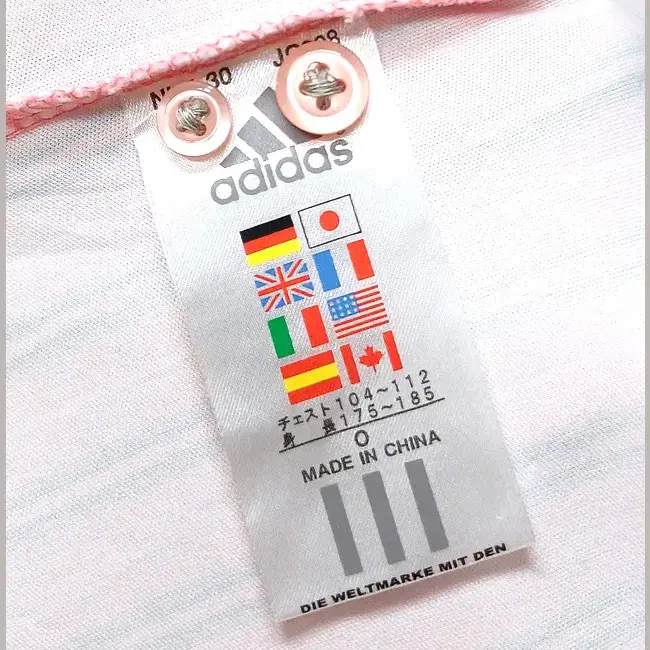 adidas
チェスト104~112
身 長175~185
O
MADE IN CHINA
DIE WELTMARKE MIT DEN